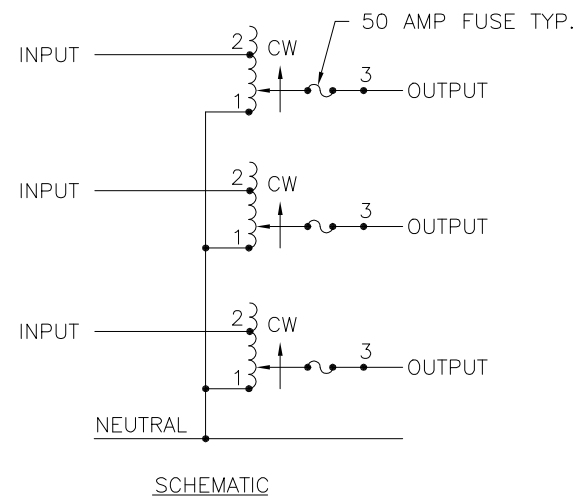 50 AMP FUSE TYP.
2 CW
INPUT
3
1
OUTPUT
2 CW
INPUT
3
1
OUTPUT
2 CW
INPUT
3
1
OUTPUT
NEUTRAL
SCHEMATIC